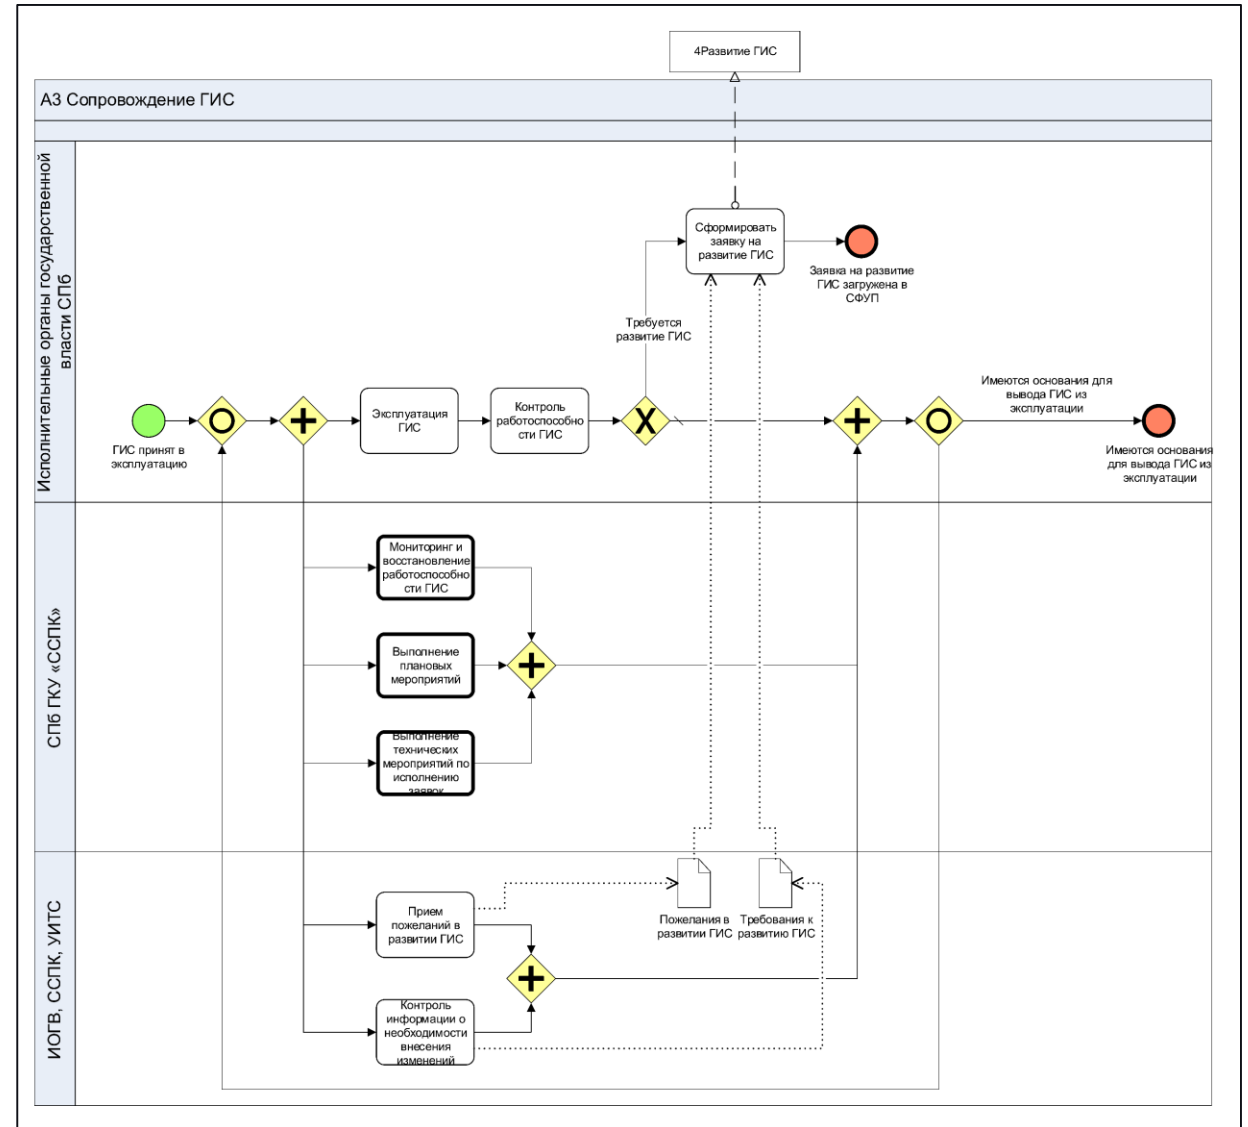 4Развитие ГИС
А3 Сопровождение ГИС
Исполнительные органы государственной
власти СПб
Сформировать
заявку на
развитие ГИС
Заявка на развитие
ГИС загружена в
СФУП
Требуется
развитие ГИС
Имеются основания для
вывода ГИС из
эксплуатации
Эксплуатация
ГИС
Контроль
работоспособно
сти ГИС
X
ГИС принят в
эксплуатацию
Имеются основания
для вывода ГИС из
эксплуатации
СПб ГКУ «ССПК»
Мониторинг и
восстановление
работоспособно
сти ГИС
Выполнение
плановых
мероприятий
Выполнение
технических
мероприятий по
исполнению
заявок
ИОГВ, ССПК, УИТС
Прием
пожеланий в
развитии ГИС
Пожелания в
развитии ГИС
Требования к
развитию ГИС
Контроль
информации о
необходимости
внесения
изменений